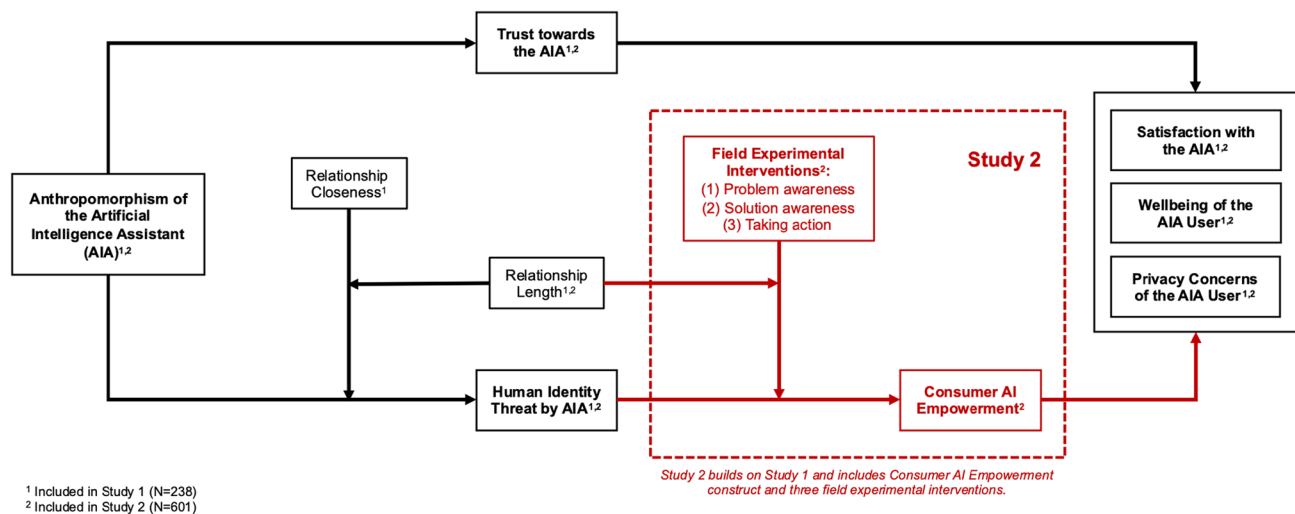 Trust towards
the AIA¹,²
Satisfaction with
the AIA¹,²
Wellbeing of the
AIA User¹,²
Privacy Concerns
of the AIA User¹,²
Study 2
Field Experimental
Interventions²:
(1) Problem awareness
(2) Solution awareness
(3) Taking action
Relationship
Closeness¹
Anthropomorphism of
the Artificial
Intelligence Assistant
(AIA)¹,²
Relationship
Length¹,²
Human Identity
Threat by AIA¹,²
Consumer AI
Empowerment²
Study 2 builds on Study 1 and includes Consumer AI Empowerment
construct and three field experimental interventions.
¹ Included in Study 1 (N=238)
² Included in Study 2 (N=601)